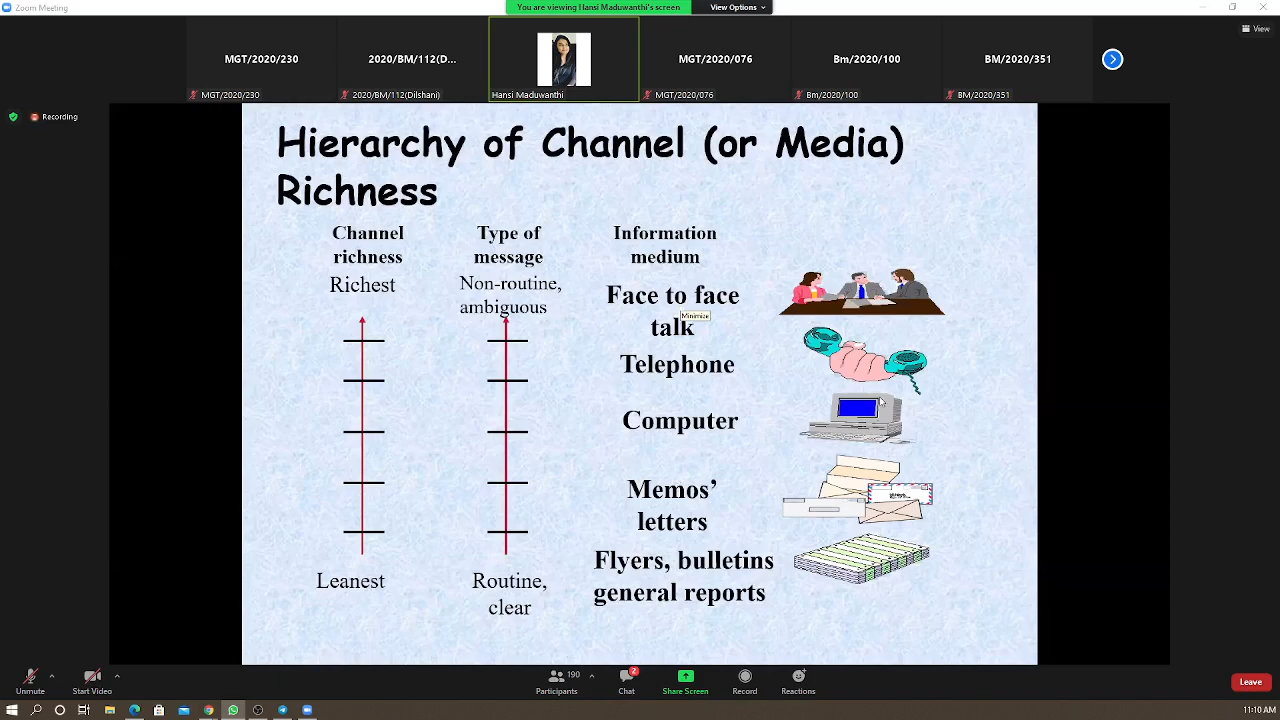 Zoom Meeting
You are viewing Hansi Maduwanthi's screen
View Options
View
MGT/2020/230
2020/BM/112(D...
MGT/2020/076
Bm/2020/100
BM/2020/351
MGT/2020/230
2020/BM/112(Dilshani)
Hansi Maduwanthi
MGT/2020/076
Bm/2020/100
BM/2020/351
Recording
Hierarchy of Channel (or Media)
Richness
Channel
richness
Type of
message
Information
medium
Richest
Non-routine,
ambiguous
Face to face
talk
Minimize
Telephone
Computer
Memos’
letters
Flyers, bulletins
general reports
Leanest
Routine,
clear
Unmute
Start Video
190
Participants
2
Chat
Share Screen
Record
Reactions
Leave
11:10 AM